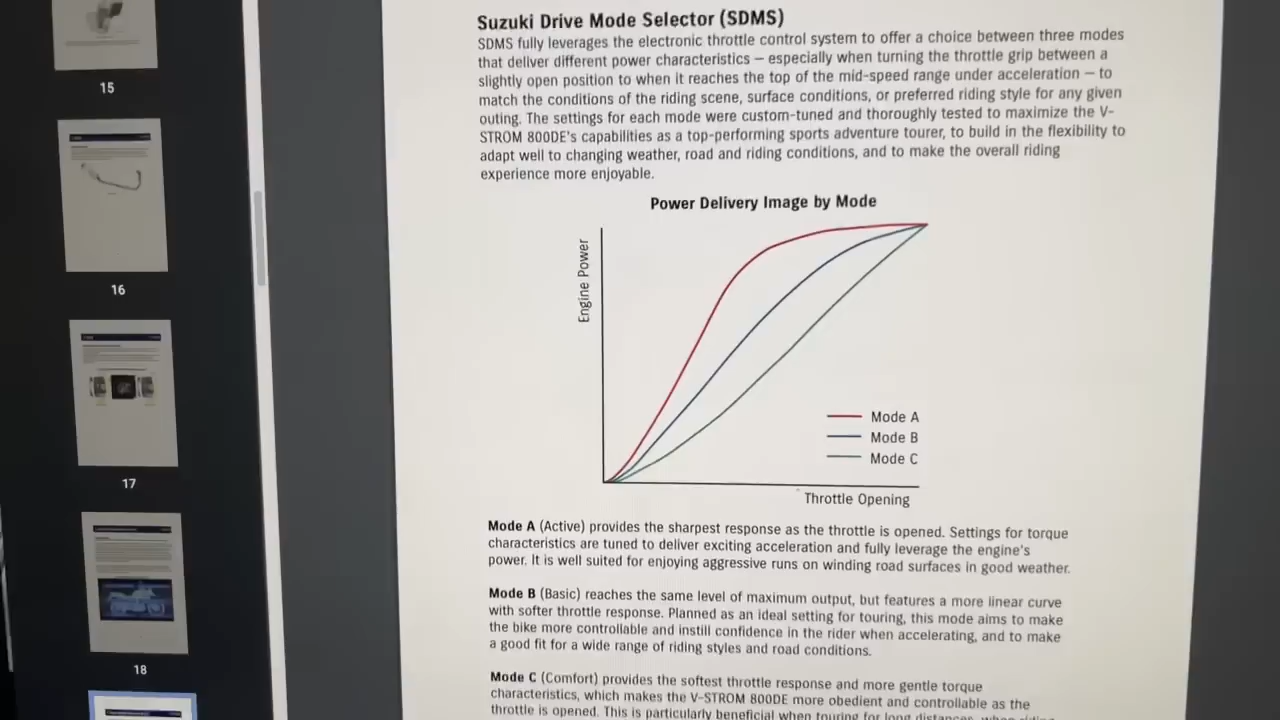 15
16
17
18
Suzuki Drive Mode Selector (SDMS)
SDMS fully leverages the electronic throttle control system to offer a choice between three modes
that deliver different power characteristics – especially when turning the throttle grip between a
slightly open position to when it reaches the top of the mid-speed range under acceleration – to
match the conditions of the riding scene, surface conditions, or preferred riding style for any given
outing. The settings for each mode were custom-tuned and thoroughly tested to maximize the V-
STROM 800DE's capabilities as a top-performing sports adventure tourer, to build in the flexibility to
adapt well to changing weather, road and riding conditions, and to make the overall riding
experience more enjoyable.
Power Delivery Image by Mode
Engine Power
Mode A
Mode B
Mode C
Throttle Opening
Mode A (Active) provides the sharpest response as the throttle is opened. Settings for torque
characteristics are tuned to deliver exciting acceleration and fully leverage the engine's
power. It is well suited for enjoying aggressive runs on winding road surfaces in good weather.
Mode B (Basic) reaches the same level of maximum output, but features a more linear curve
with softer throttle response. Planned as an ideal setting for touring, this mode aims to make
the bike more controllable and instill confidence in the rider when accelerating, and to make
a good fit for a wide range of riding styles and road conditions.
Mode C (Comfort) provides the softest throttle response and more gentle torque
characteristics, which makes the V-STROM 800DE more obedient and controllable as the
throttle is opened. This is particularly beneficial when touring for long distances, when riding